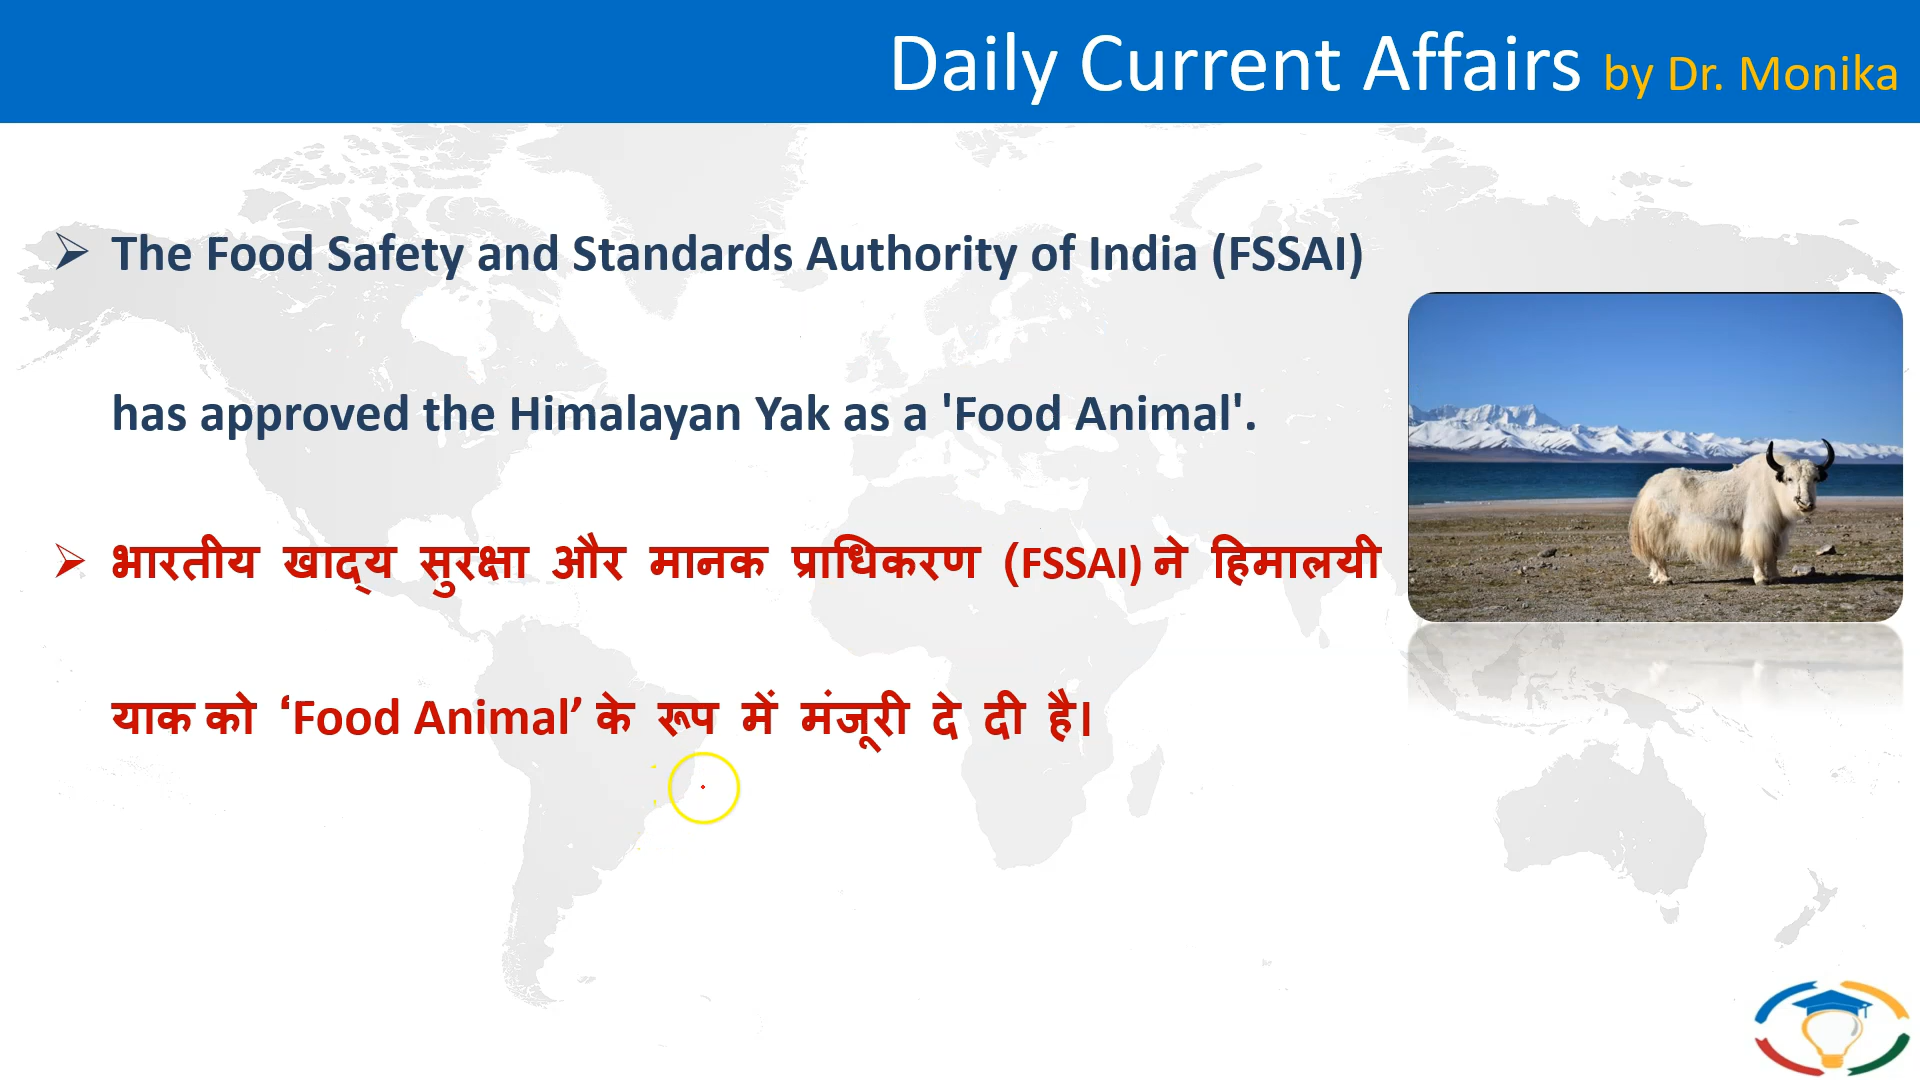 Daily Current Affairs by Dr. Monika
➢ The Food Safety and Standards Authority of India (FSSAI)
has approved the Himalayan Yak as a 'Food Animal'.
➢ भारतीय खाद्य सुरक्षा और मानक प्राधिकरण (FSSAI) ने हिमालयी
याक को ‘Food Animal’ के रूप में मंजूरी दे दी है।